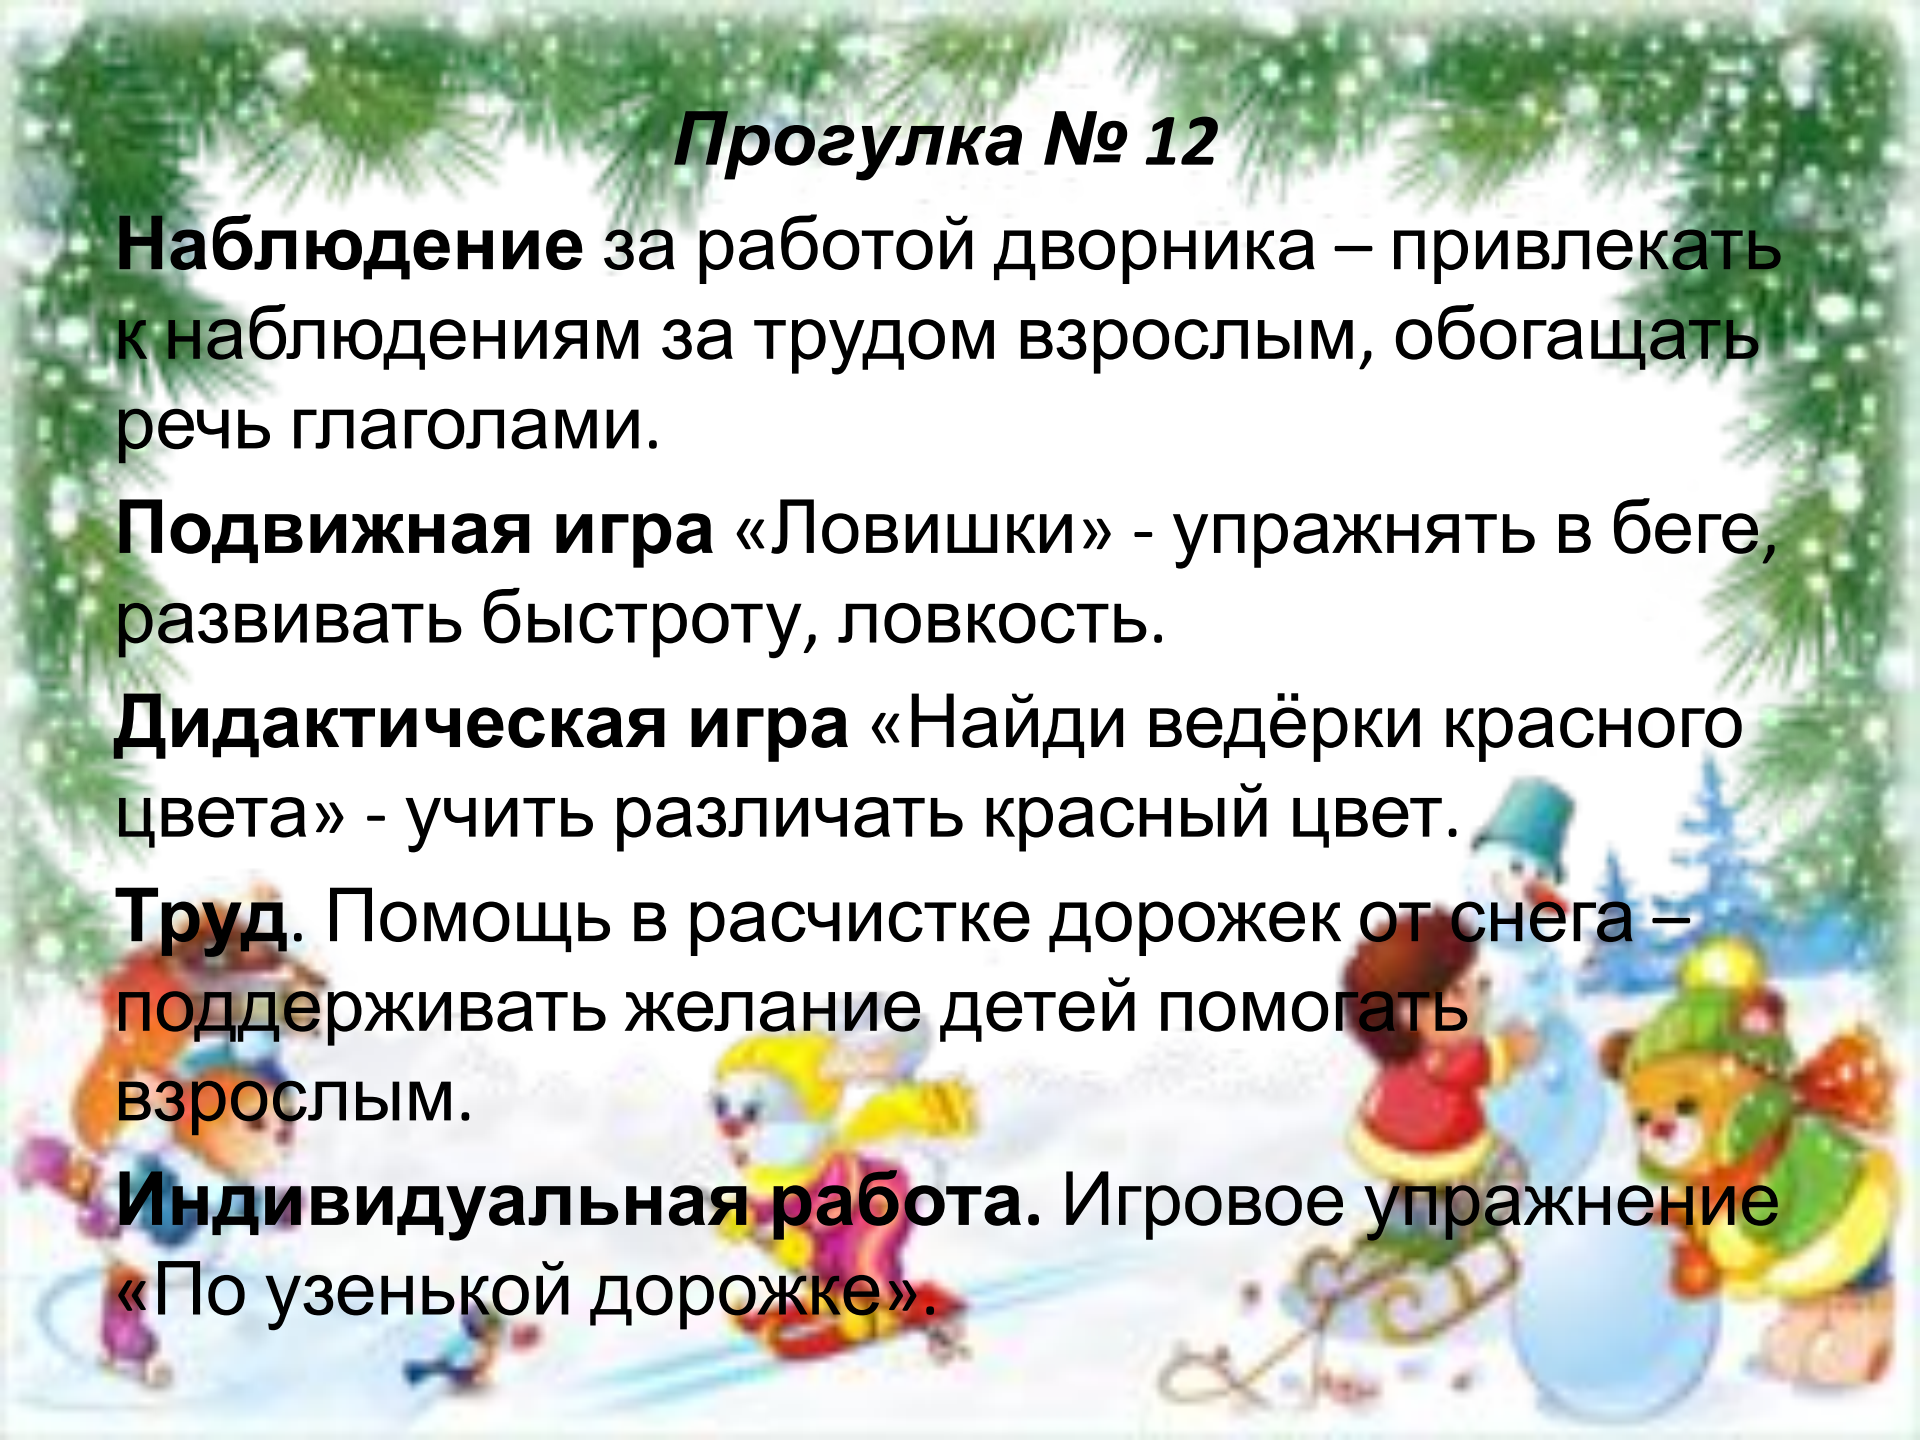 Прогулка № 12
Наблюдение за работой дворника – привлекать
к наблюдениям за трудом взрослым, обогащать
речь глаголами.
Подвижная игра «Ловишки» - упражнять в беге,
развивать быстроту, ловкость.
Дидактическая игра «Найди ведёрки красного
цвета» - учить различать красный цвет.
Труд. Помощь в расчистке дорожек от снега –
поддерживать желание детей помогать
взрослым.
Индивидуальная работа. Игровое упражнение
«По узенькой дорожке».